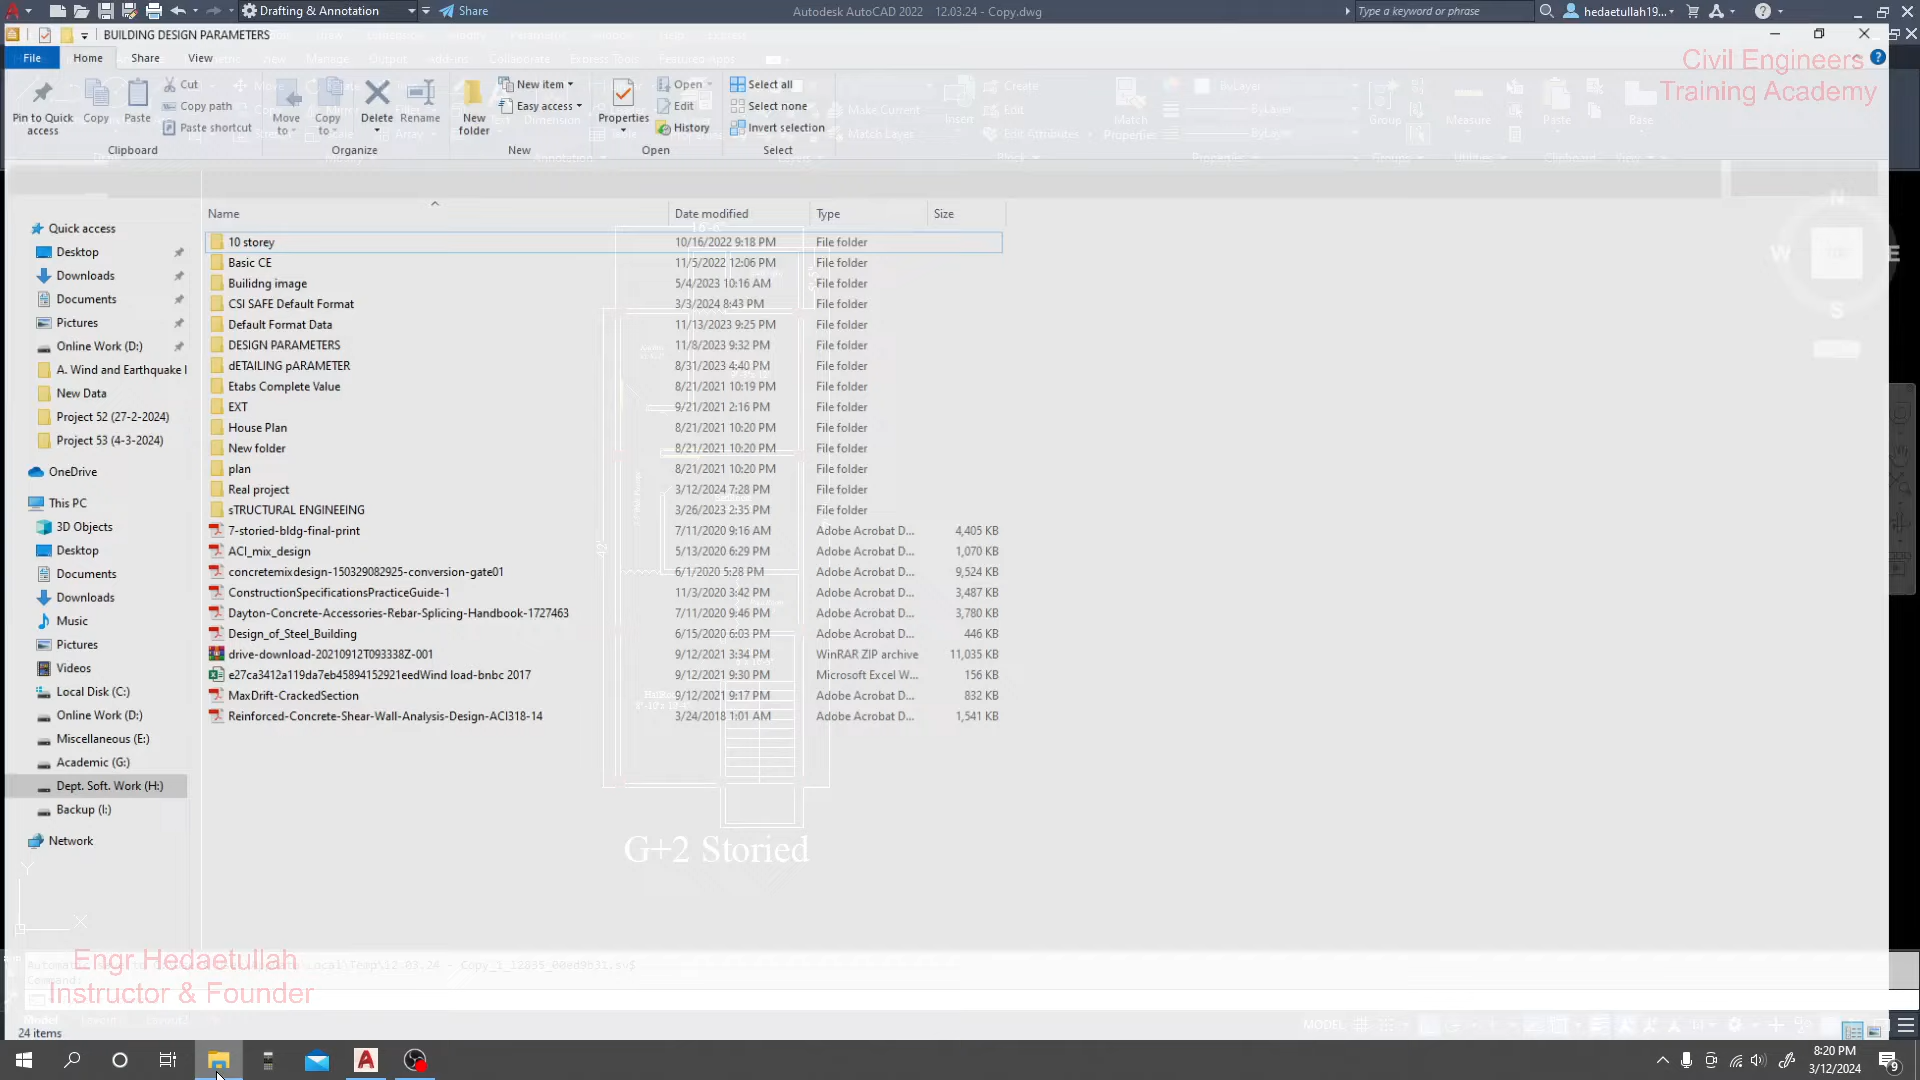 Drafting & Annotation
Share
Autodesk AutoCAD 2022 12.03.24 - Copy.dwg
Type a keyword or phrase
hedaetullah19...
BUILDING DESIGN PARAMETERS
File
Home
Share
View
Civil Engineers
Training Academy
Pin to Quick access
Copy
Paste
Cut
Copy path
Paste shortcut
Clipboard
Move to
Copy to
Delete
Rename
Organize
New folder
New item
Easy access
New
Properties
Open
Edit
History
Open
Select all
Select none
Invert selection
Select
Name
Date modified
Type
Size
Quick access
Desktop
Downloads
Documents
Pictures
Online Work (D:)
A. Wind and Earthquake l
New Data
Project 52 (27-2-2024)
Project 53 (4-3-2024)
OneDrive
This PC
3D Objects
Desktop
Documents
Downloads
Music
Pictures
Videos
Local Disk (C:)
Online Work (D:)
Miscellaneous (E:)
Academic (G:)
Dept. Soft. Work (H:)
Backup (I:)
Network
10 storey 10/16/2022 9:18 PM File folder
Basic CE 11/5/2022 12:06 PM File folder
Builidng image 5/4/2023 10:16 AM File folder
CSI SAFE Default Format 3/3/2024 8:43 PM File folder
Default Format Data 11/13/2023 9:25 PM File folder
DESIGN PARAMETERS 11/8/2023 9:32 PM File folder
dETAILING pARAMETER 8/31/2023 4:40 PM File folder
Etabs Complete Value 8/21/2021 10:19 PM File folder
EXT 9/21/2021 2:16 PM File folder
House Plan 8/21/2021 10:20 PM File folder
New folder 8/21/2021 10:20 PM File folder
plan 8/21/2021 10:20 PM File folder
Real project 3/12/2024 7:28 PM File folder
sTRUCTURAL ENGINEEING 3/26/2023 2:35 PM File folder
7-storied-bldg-final-print 7/11/2020 9:16 AM Adobe Acrobat D... 4,405 KB
ACI_mix_design 5/13/2020 6:29 PM Adobe Acrobat D... 1,070 KB
concretemixdesign-150329082925-conversion-gate01 6/1/2020 5:28 PM Adobe Acrobat D... 9,524 KB
ConstructionSpecificationsPracticeGuide-1 11/3/2020 3:42 PM Adobe Acrobat D... 3,487 KB
Dayton-Concrete-Accessories-Rebar-Splicing-Handbook-1727463 7/11/2020 9:46 PM Adobe Acrobat D... 3,780 KB
Design_of_Steel_Building 6/15/2020 6:03 PM Adobe Acrobat D... 446 KB
drive-download-20210912T093338Z-001 9/12/2021 3:34 PM WinRAR ZIP archive 11,035 KB
e27ca3412a119da7eb45894152921eedWind load-bnbc 2017 9/12/2021 9:30 PM Microsoft Excel W... 156 KB
MaxDrift-CrackedSection 9/12/2021 9:17 PM Adobe Acrobat D... 832 KB
Reinforced-Concrete-Shear-Wall-Analysis-Design-ACI318-14 3/24/2018 1:01 AM Adobe Acrobat D... 1,541 KB
N
W
E
S
42'
G+2 Storied
Y
X
Engr Hedaetullah
Instructor & Founder
Command:
Model
MODEL
24 items
8:20 PM
3/12/2024
9